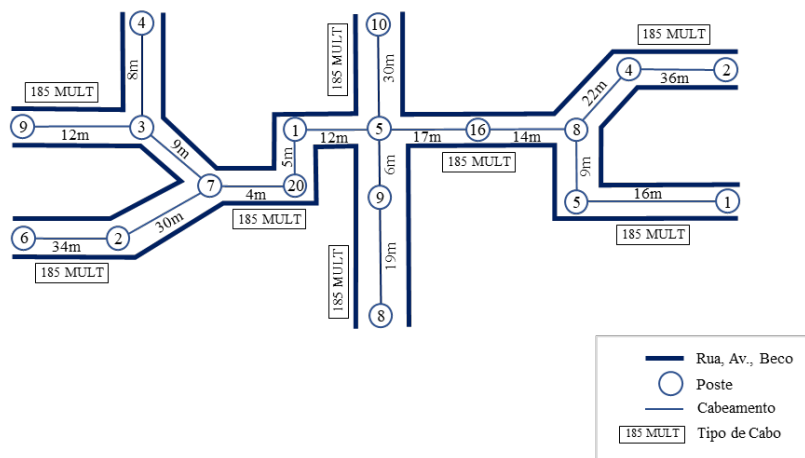 4
10
185 MULT
185 MULT
8m
30m
4
2
22m
36m
185 MULT
9
3
12m
9m
1
5
16
8
12m
17m
14m
5m
6m
9m
185 MULT
7
20
4m
185 MULT
9
5
16m
1
30m
6
2
34m
185 MULT
185 MULT
19m
185 MULT
8
Rua, Av., Beco
Poste
Cabeamento
185 MULT Tipo de Cabo